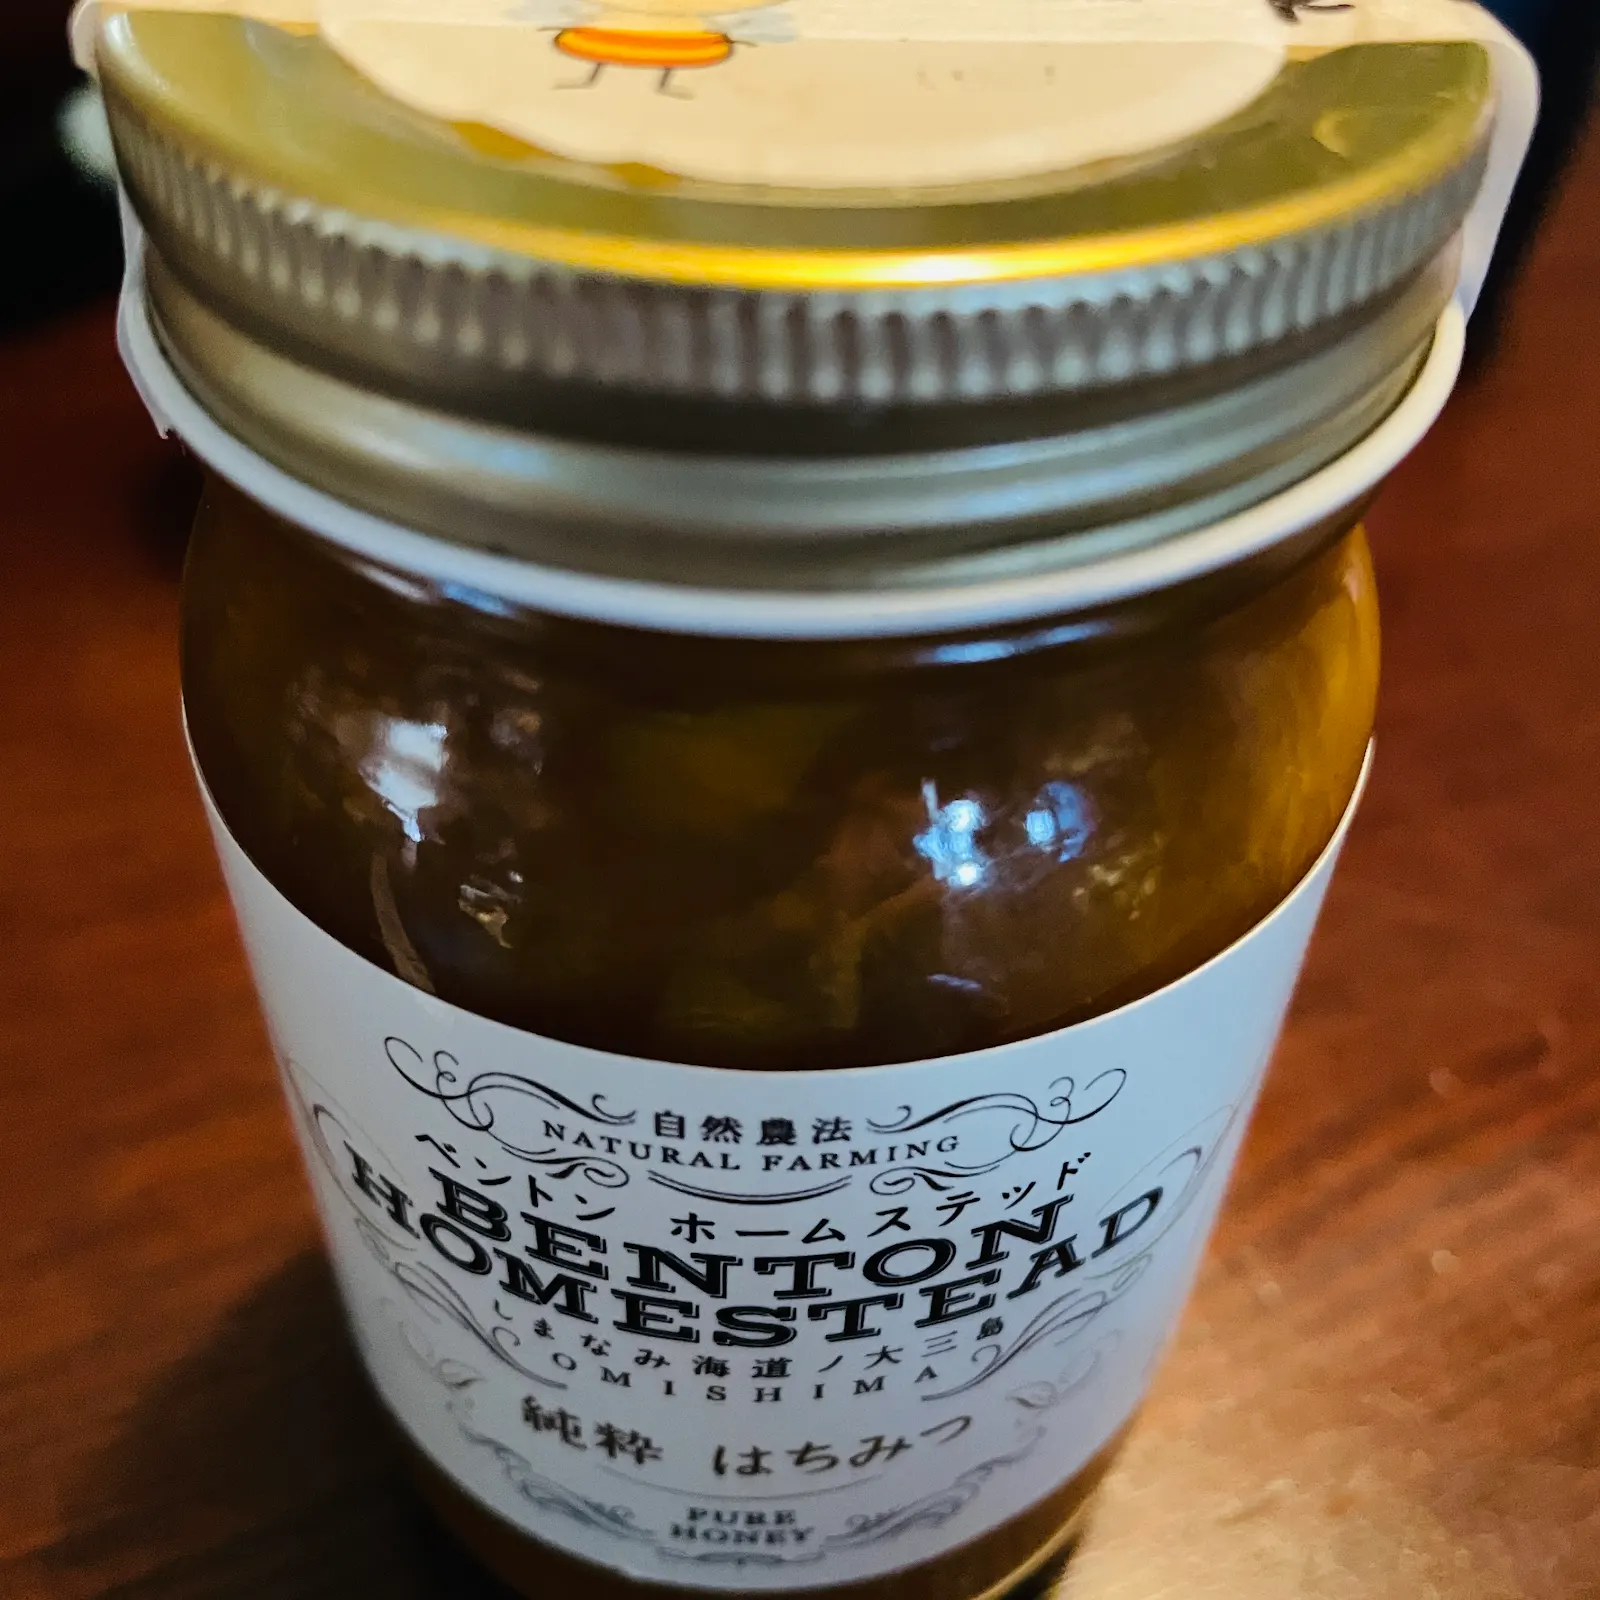 自然農法
NATURAL FARMING
ベントン ホームステッド
BENTON
HOMESTEAD
しまなみ海道ノ大三島
OMISHIMA
純粋 はちみつ
PURE
HONEY